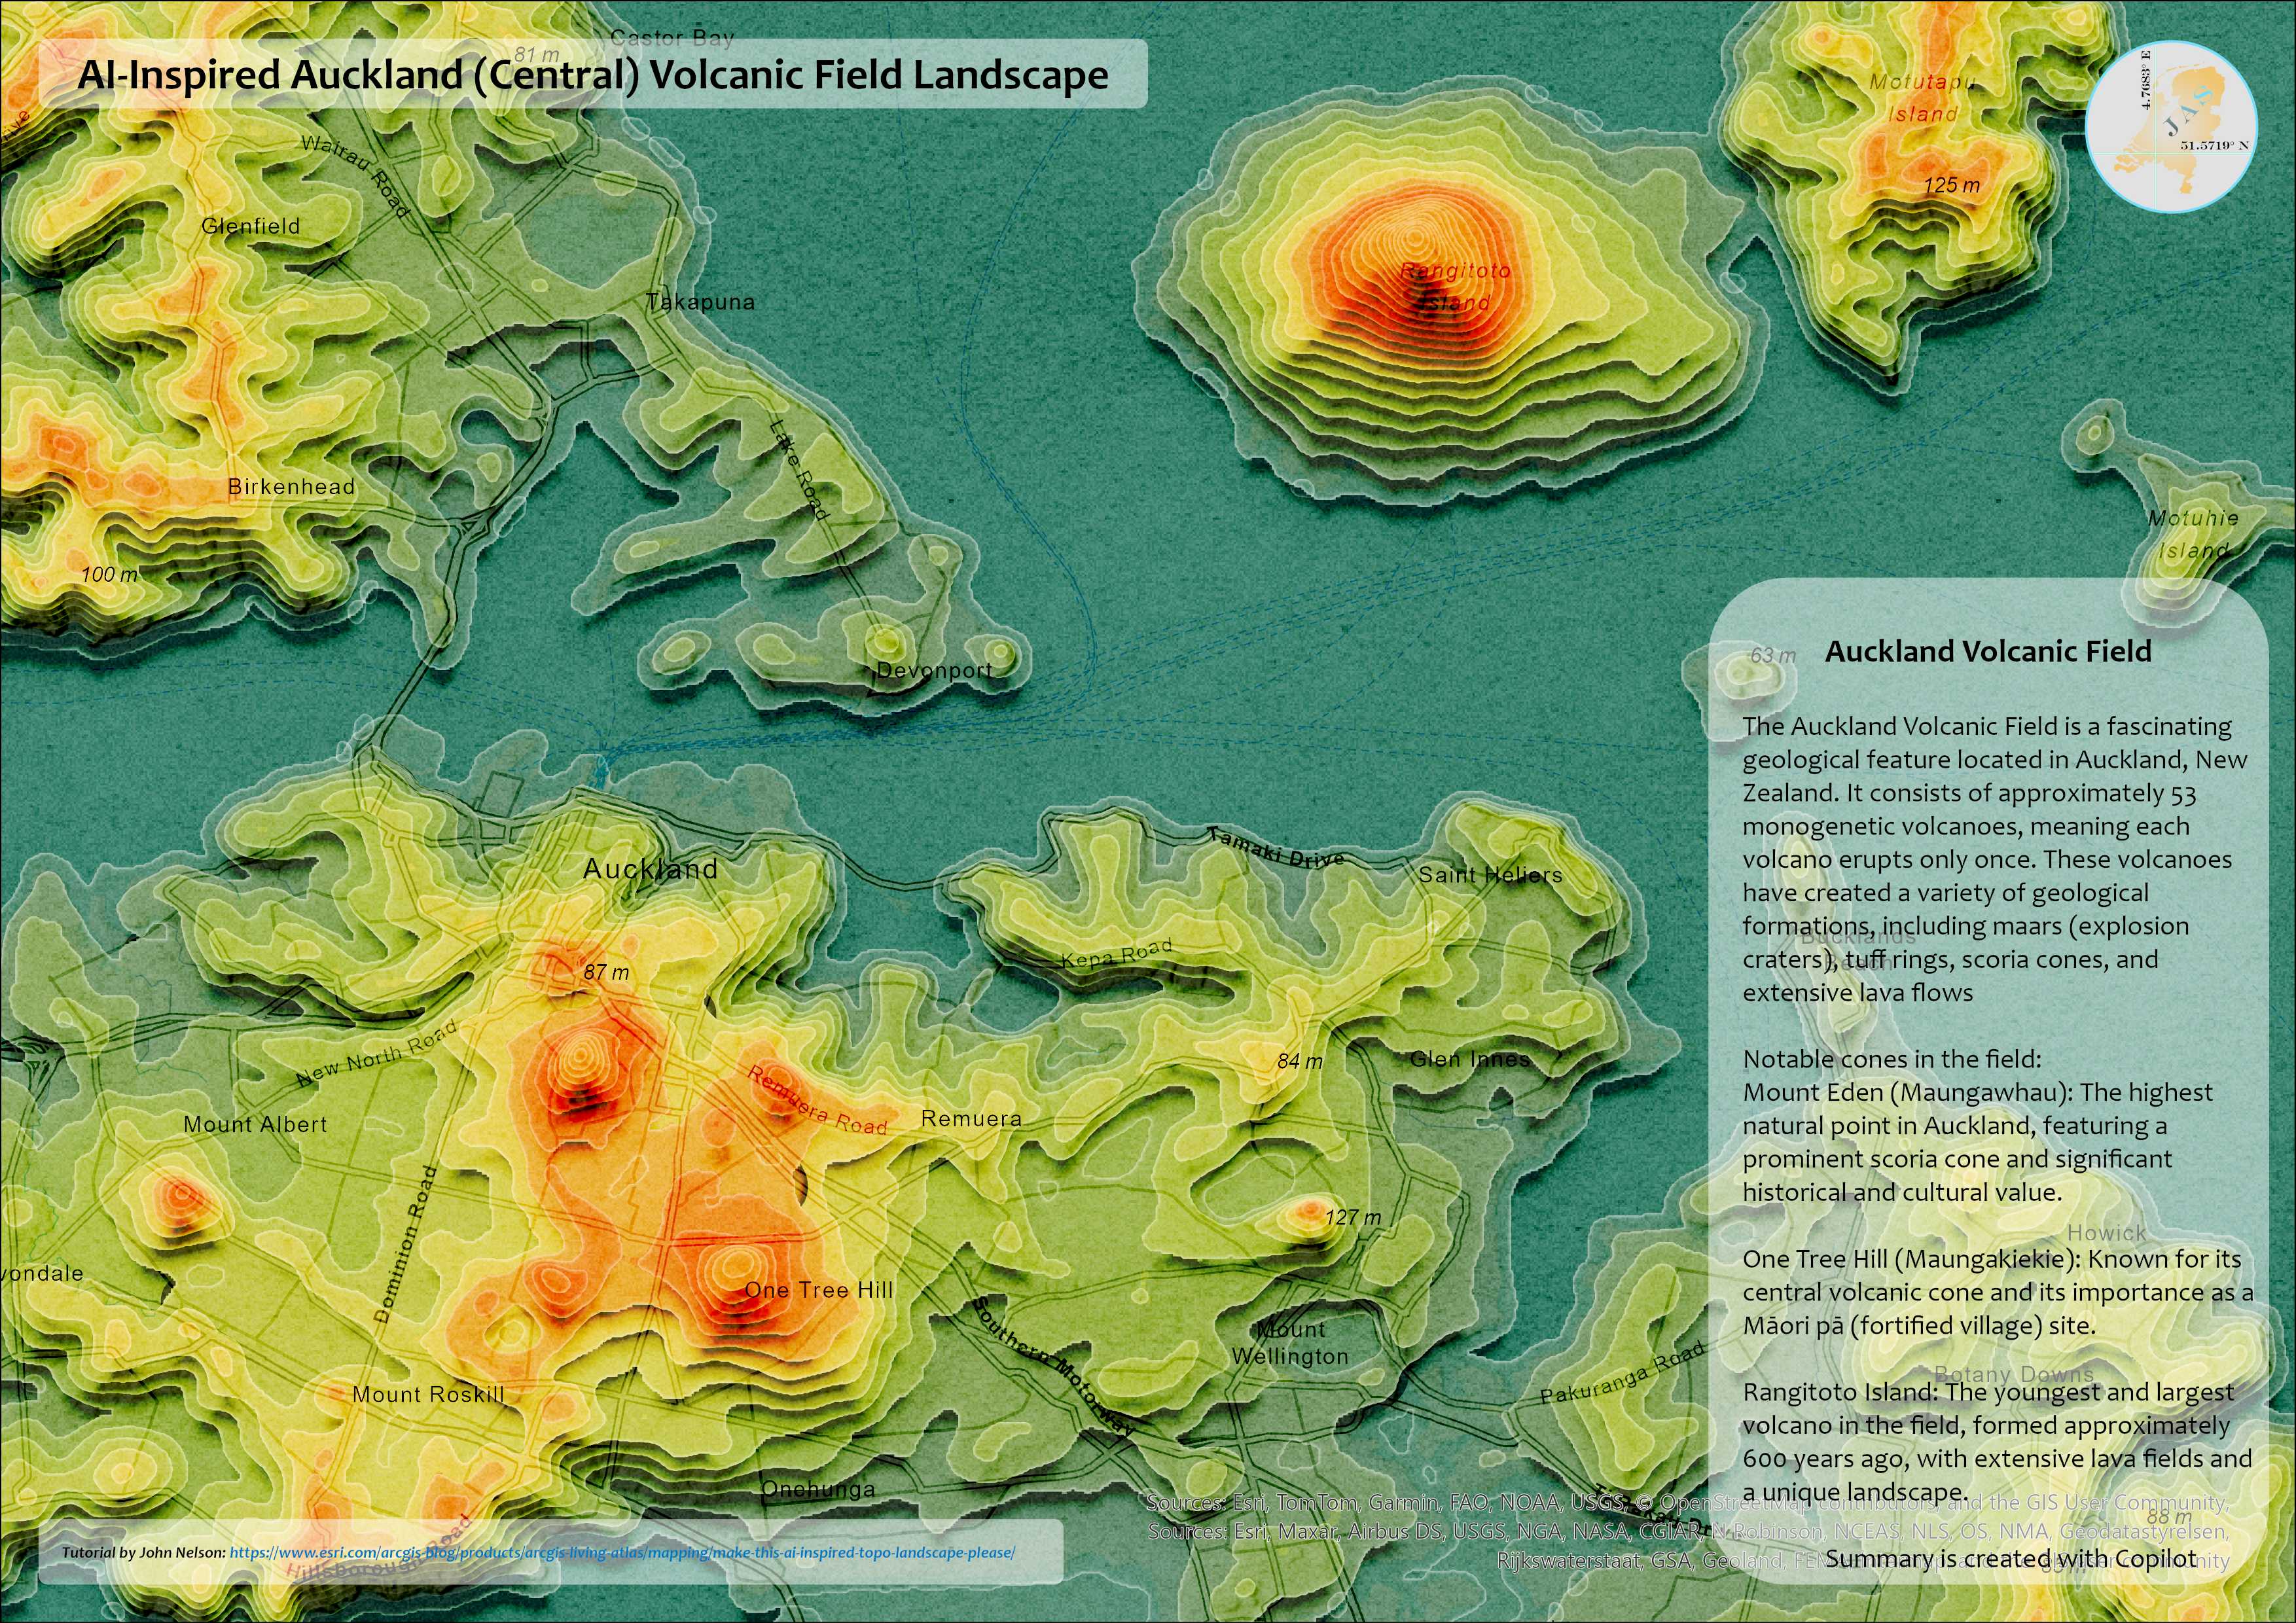 Castor Bay
81 m
AI-Inspired Auckland (Central) Volcanic Field Landscape
Motutapu
Island
125 m
4.7683° E
JAS
51.5719° N
Wairau Road
Glenfield
Takapuna
Rangitoto
Island
Lake Road
Birkenhead
100 m
Motuhie
Island
Devonport
63 m
Auckland
Tamaki Drive
Saint Heliers
87 m
Kepa Road
New North Road
84 m
Glen Innes
Remuera Road
Remuera
Mount Albert
127 m
vondale
Dominion Road
One Tree Hill
Southern Motorway
Mount
Wellington
Mount Roskill
Pakuranga Road
Onehunga
Hillsborough Road
Bucklands
Howick
Botany Downs
88 m
Auckland Volcanic Field
The Auckland Volcanic Field is a fascinating
geological feature located in Auckland, New
Zealand. It consists of approximately 53
monogenetic volcanoes, meaning each
volcano erupts only once. These volcanoes
have created a variety of geological
formations, including maars (explosion
craters), tuff rings, scoria cones, and
extensive lava flows
Notable cones in the field:
Mount Eden (Maungawhau): The highest
natural point in Auckland, featuring a
prominent scoria cone and significant
historical and cultural value.
One Tree Hill (Maungakiekie): Known for its
central volcanic cone and its importance as a
Māori pā (fortified village) site.
Rangitoto Island: The youngest and largest
volcano in the field, formed approximately
600 years ago, with extensive lava fields and
a unique landscape.
Summary is created with Copilot
Sources: Esri, TomTom, Garmin, FAO, NOAA, USGS, © OpenStreetMap contributors, and the GIS User Community,
Sources: Esri, Maxar, Airbus DS, USGS, NGA, NASA, CGIAR, N Robinson, NCEAS, NLS, OS, NMA, Geodatastyrelsen,
Rijkswaterstaat, GSA, Geoland,
Tutorial by John Nelson: https://www.esri.com/arcgis-blog/products/arcgis-living-atlas/mapping/make-this-ai-inspired-topo-landscape-please/